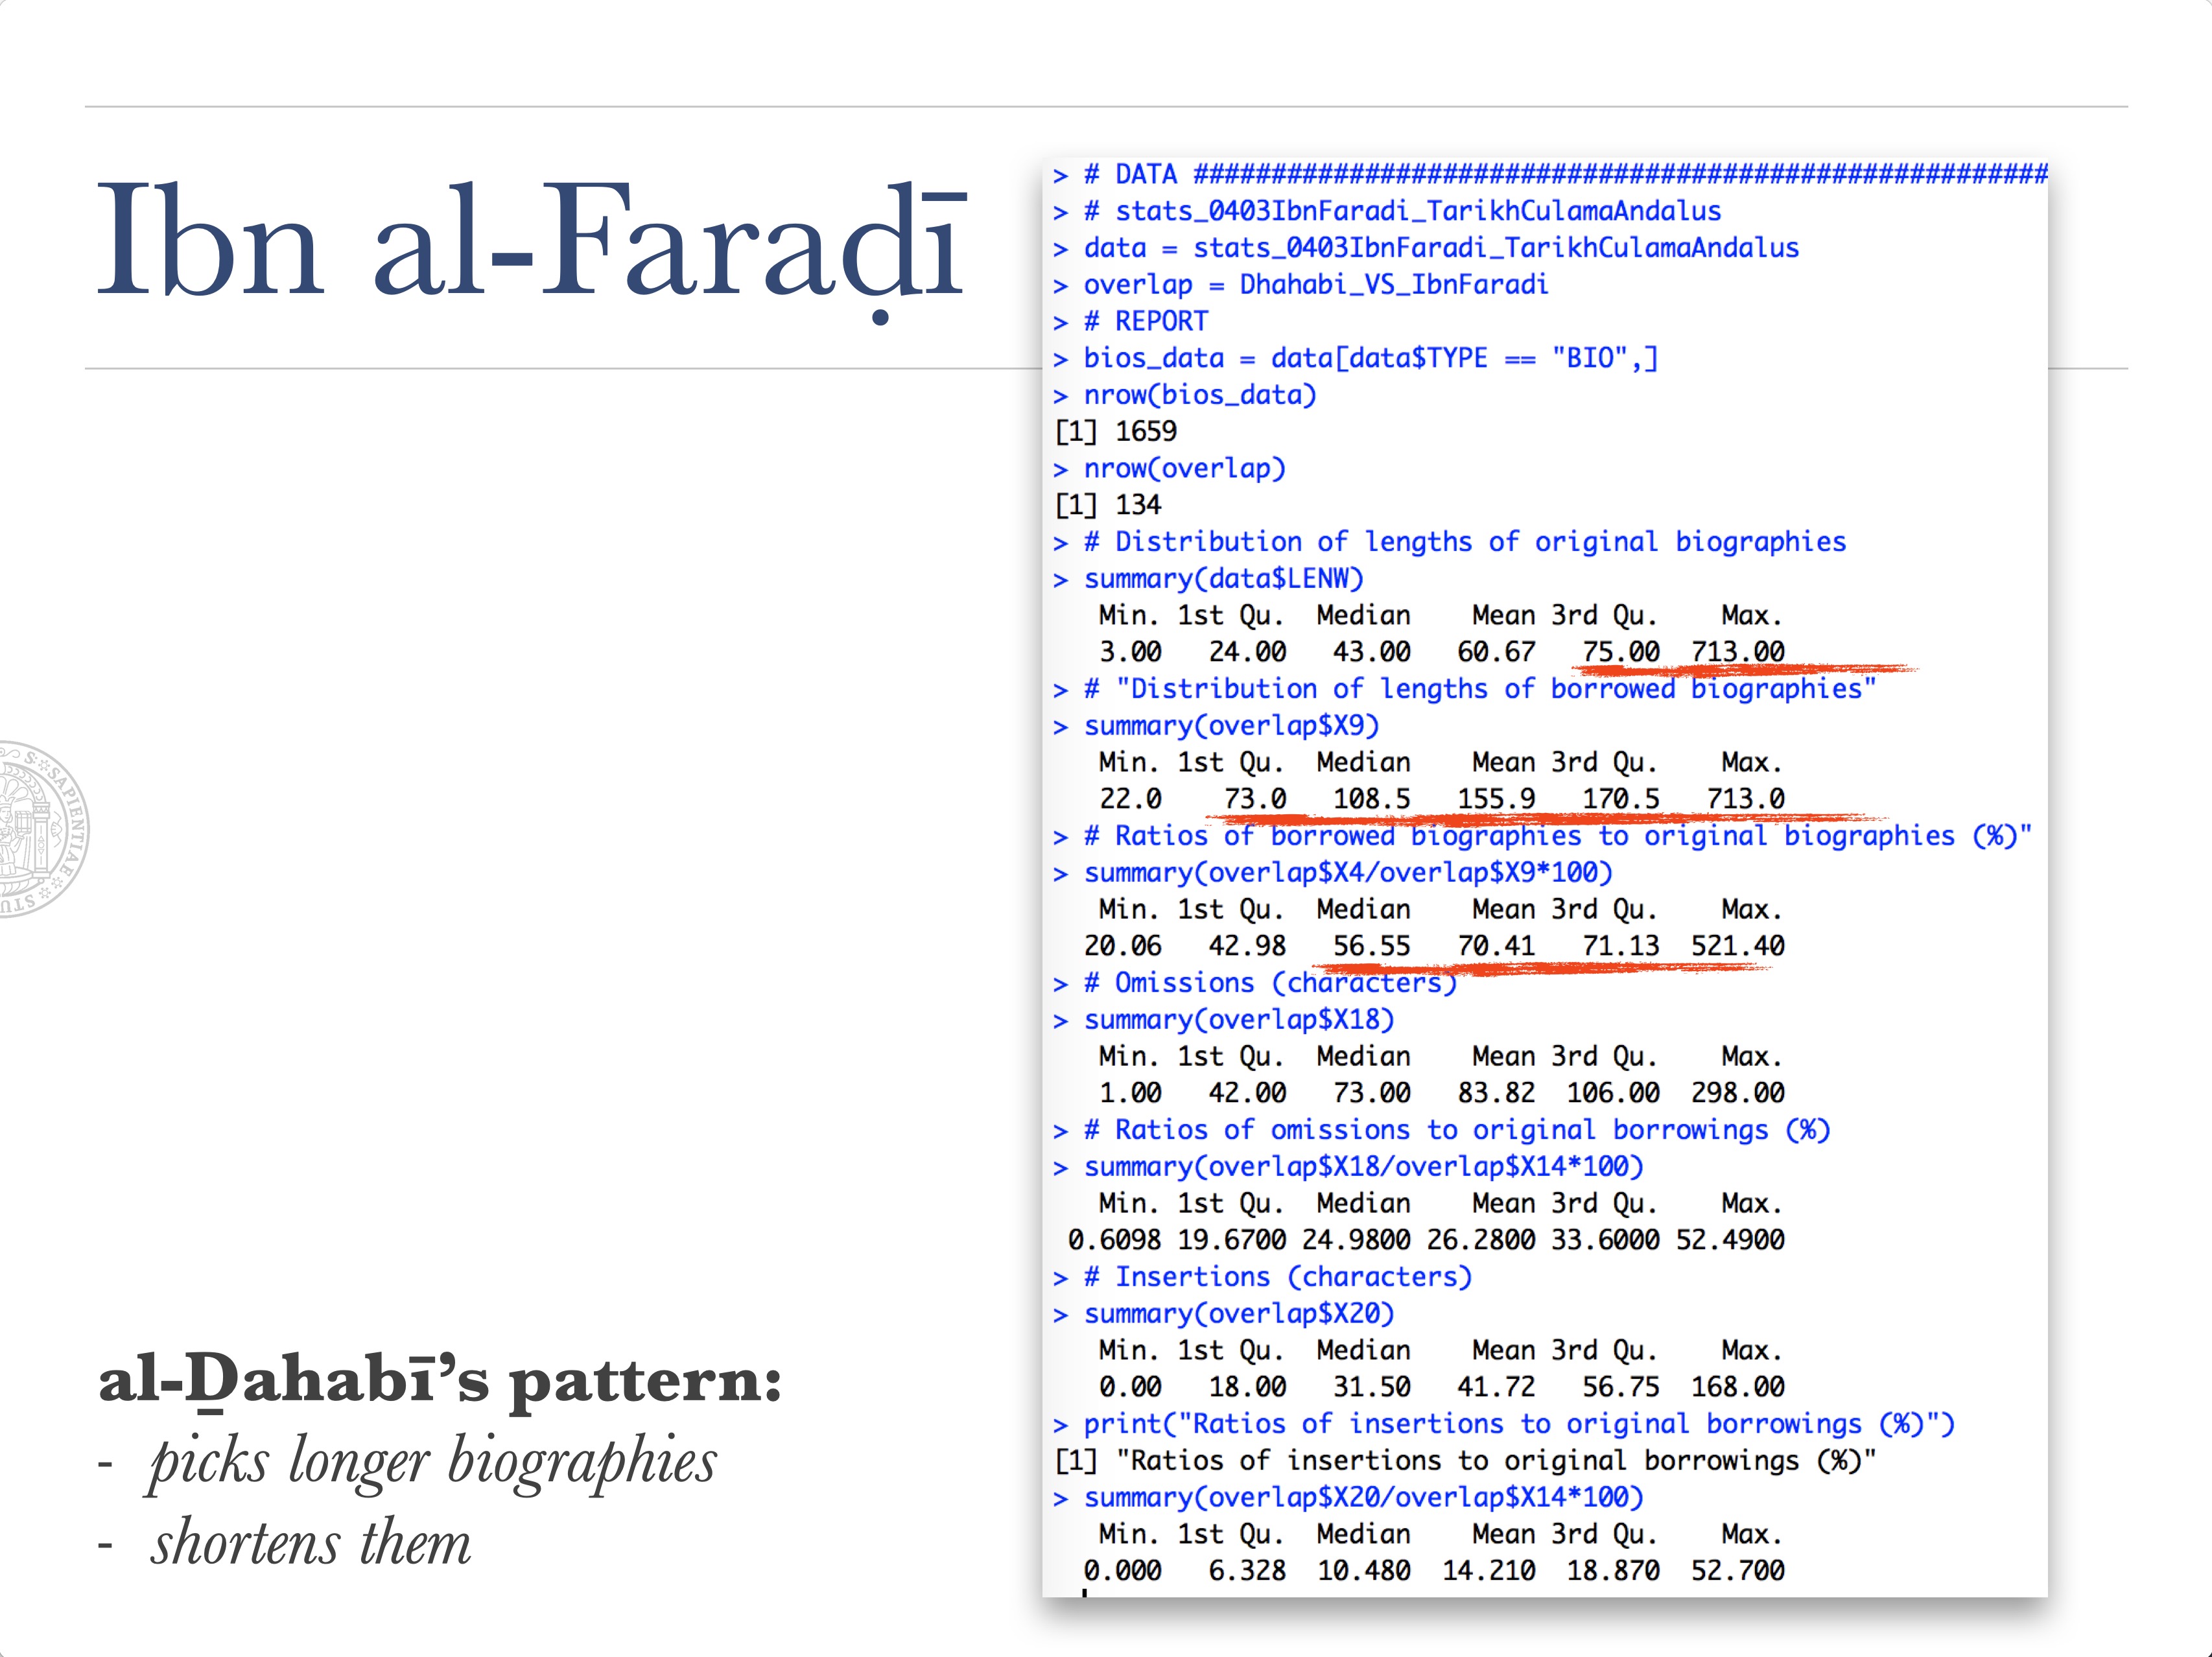 Ibn al-Faraḍī
> # DATA #######################################################
> # stats_0403IbnFaradi_TarikhCulamaAndalus
> data = stats_0403IbnFaradi_TarikhCulamaAndalus
> overlap = Dhahabi_VS_IbnFaradi
> # REPORT
> bios_data = data[data$TYPE == "BIO",]
> nrow(bios_data)
[1] 1659
> nrow(overlap)
[1] 134
> # Distribution of lengths of original biographies
> summary(data$LENW)
Min. 1st Qu. Median Mean 3rd Qu. Max.
3.00 24.00 43.00 60.67 75.00 713.00
> # "Distribution of lengths of borrowed biographies"
> summary(overlap$X9)
Min. 1st Qu. Median Mean 3rd Qu. Max.
22.0 73.0 108.5 155.9 170.5 713.0
> # Ratios of borrowed biographies to original biographies (%)"
> summary(overlap$X4/overlap$X9*100)
Min. 1st Qu. Median Mean 3rd Qu. Max.
20.06 42.98 56.55 70.41 71.13 521.40
> # Omissions (characters)
> summary(overlap$X18)
Min. 1st Qu. Median Mean 3rd Qu. Max.
1.00 42.00 73.00 83.82 106.00 298.00
> # Ratios of omissions to original borrowings (%)
> summary(overlap$X18/overlap$X14*100)
Min. 1st Qu. Median Mean 3rd Qu. Max.
0.6098 19.6700 24.9800 26.2800 33.6000 52.4900
> # Insertions (characters)
> summary(overlap$X20)
Min. 1st Qu. Median Mean 3rd Qu. Max.
0.00 18.00 31.50 41.72 56.75 168.00
> print("Ratios of insertions to original borrowings (%)")
[1] "Ratios of insertions to original borrowings (%)"
> summary(overlap$X20/overlap$X14*100)
Min. 1st Qu. Median Mean 3rd Qu. Max.
0.000 6.328 10.480 14.210 18.870 52.700
al-Ḏahabī’s pattern:
- picks longer biographies
- shortens them
SAPIENTIAE